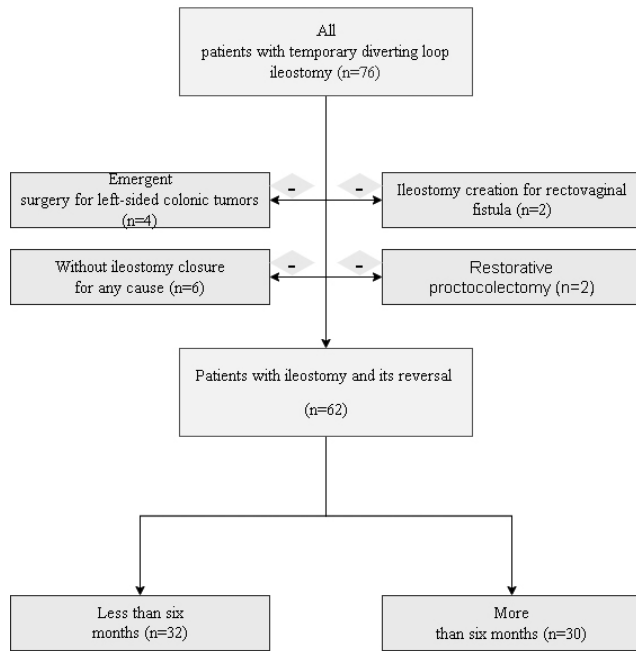 All
patients with temporary diverting loop
ileostomy (n=76)
-
-
Emergent
surgery for left-sided colonic tumors
(n=4)
Ileostomy creation for rectovaginal
fistula (n=2)
-
-
Without ileostomy closure
for any cause (n=6)
Restorative
proctocolectomy (n=2)
Patients with ileostomy and its reversal
(n=62)
Less than six
months (n=32)
More
than six months (n=30)